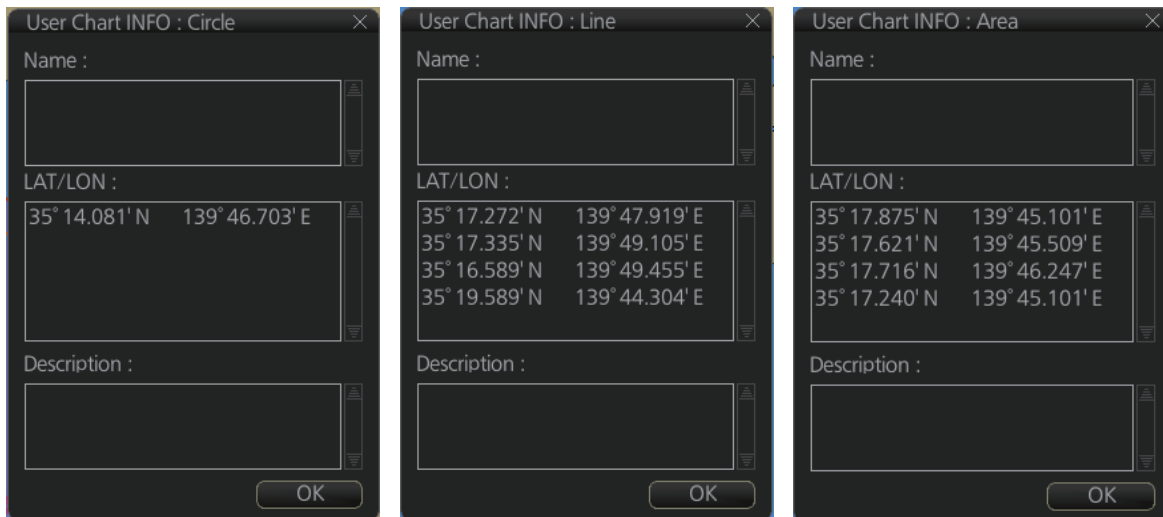 User Chart INFO : Circle
Name :
LAT/LON :
35° 14.081' N 139° 46.703' E
Description :
OK
User Chart INFO : Line
Name :
LAT/LON :
35° 17.272' N 139° 47.919' E
35° 17.335' N 139° 49.105' E
35° 16.589' N 139° 49.455' E
35° 19.589' N 139° 44.304' E
Description :
OK
User Chart INFO : Area
Name :
LAT/LON :
35° 17.875' N 139° 45.101' E
35° 17.621' N 139° 45.509' E
35° 17.716' N 139° 46.247' E
35° 17.240' N 139° 45.101' E
Description :
OK